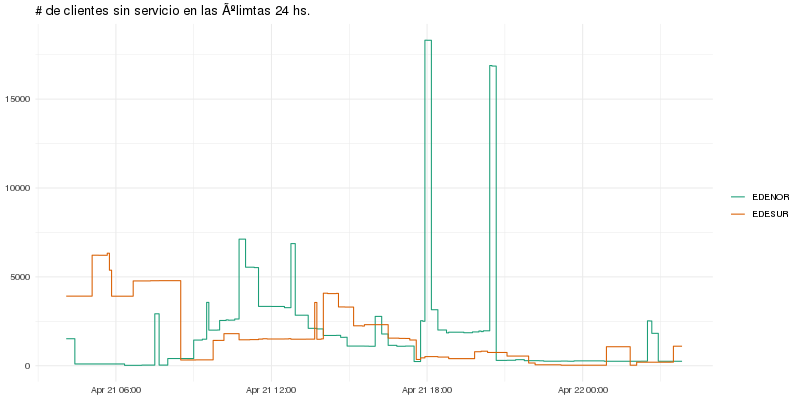 # de clientes sin servicio en las Ãºlimtas 24 hs.
15000
10000
5000
0
Apr 21 06:00
Apr 21 12:00
Apr 21 18:00
Apr 22 00:00
EDENOR
EDESUR